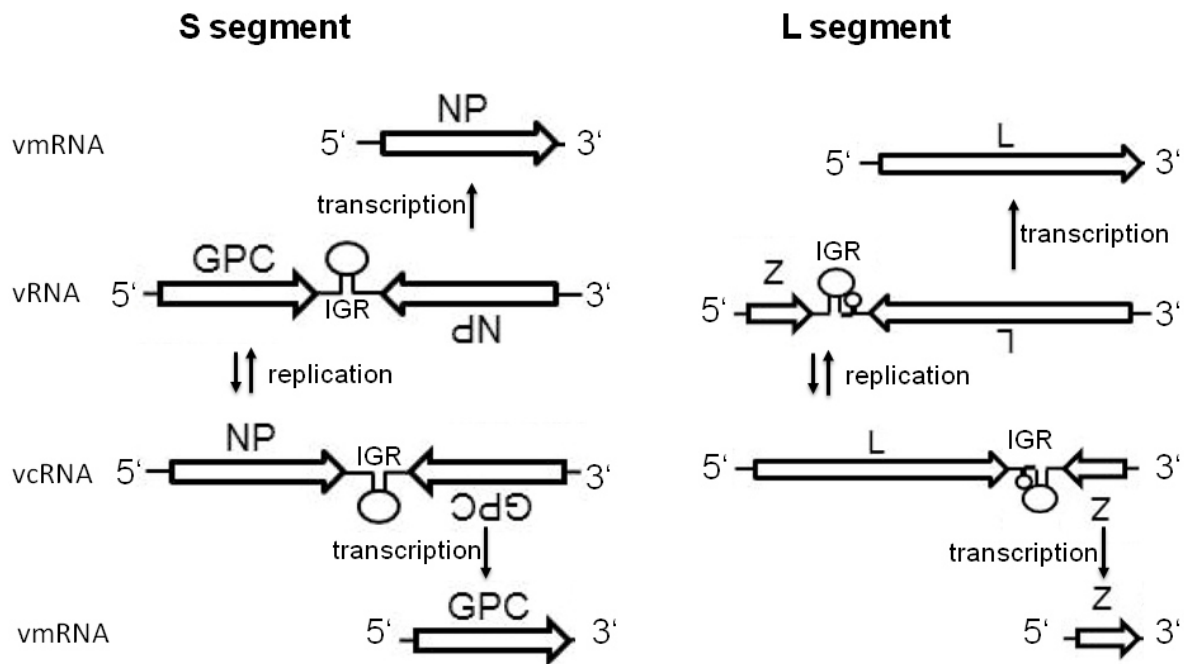 S segment
L segment
vmRNA
5‘ NP 3‘
5‘ L 3‘
transcription
transcription
GPC
IGR
Z
vRNA 5‘ IGR 3‘
NP
5‘ 3‘
L
replication
replication
NP
IGR
L
IGR
vcRNA 5‘ 3‘
GPC
5‘ 3‘
Z
transcription
transcription
GPC
Z
vmRNA 5‘ 3‘
5‘ 3‘